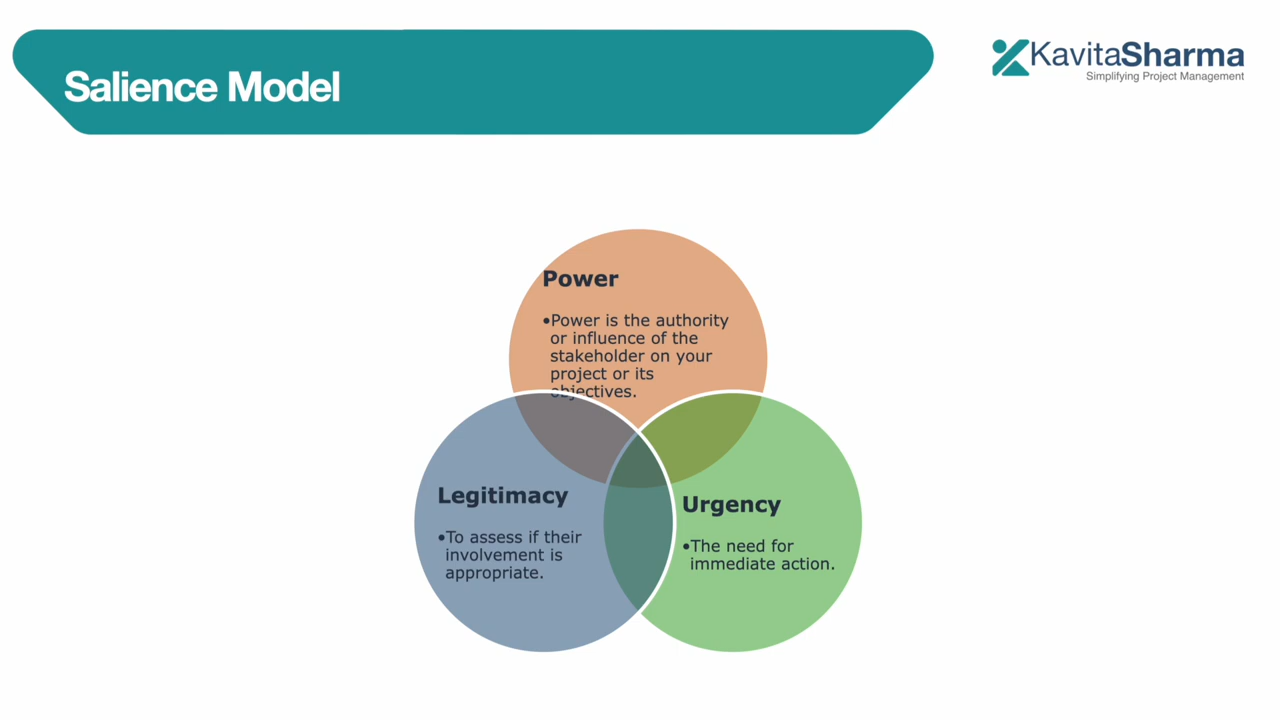 Salience Model
KavitaSharma
Simplifying Project Management
Power
•Power is the authority
or influence of the
stakeholder on your
project or its
objectives.
Legitimacy
•To assess if their
involvement is
appropriate.
Urgency
•The need for
immediate action.